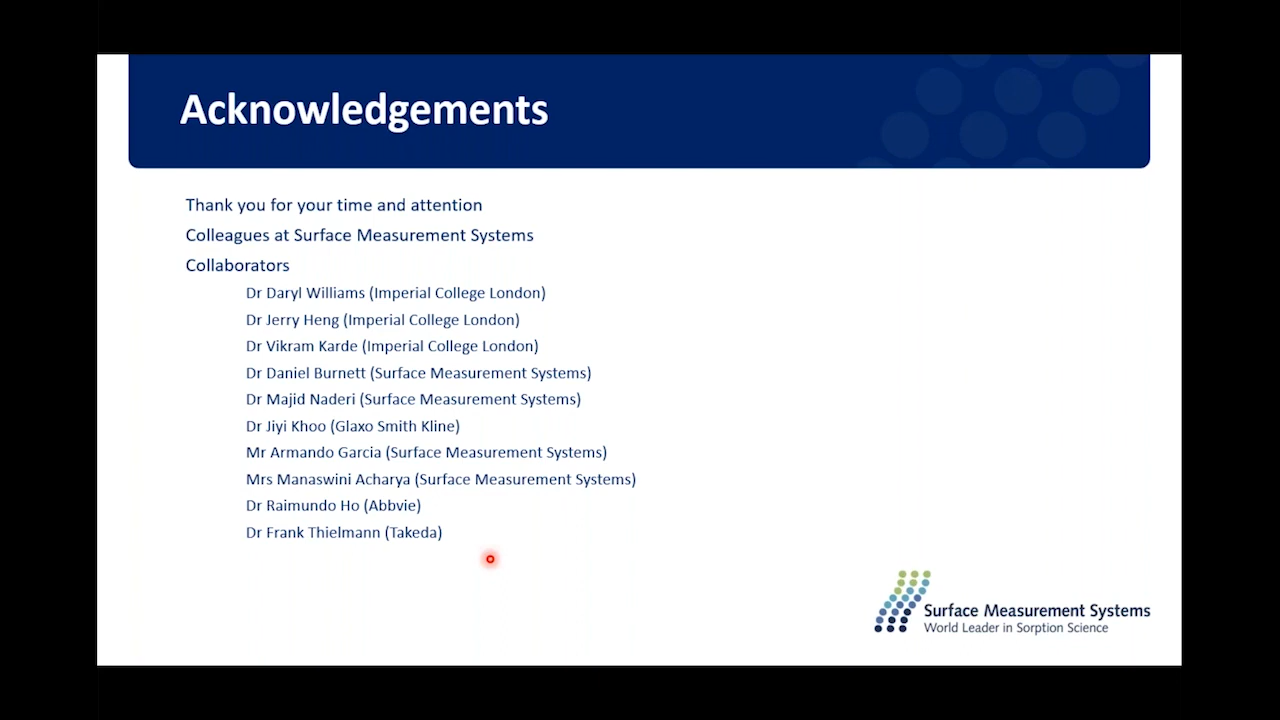 Acknowledgements
Thank you for your time and attention
Colleagues at Surface Measurement Systems
Collaborators
Dr Daryl Williams (Imperial College London)
Dr Jerry Heng (Imperial College London)
Dr Vikram Karde (Imperial College London)
Dr Daniel Burnett (Surface Measurement Systems)
Dr Majid Naderi (Surface Measurement Systems)
Dr Jiyi Khoo (Glaxo Smith Kline)
Mr Armando Garcia (Surface Measurement Systems)
Mrs Manaswini Acharya (Surface Measurement Systems)
Dr Raimundo Ho (Abbvie)
Dr Frank Thielmann (Takeda)
Surface Measurement Systems
World Leader in Sorption Science